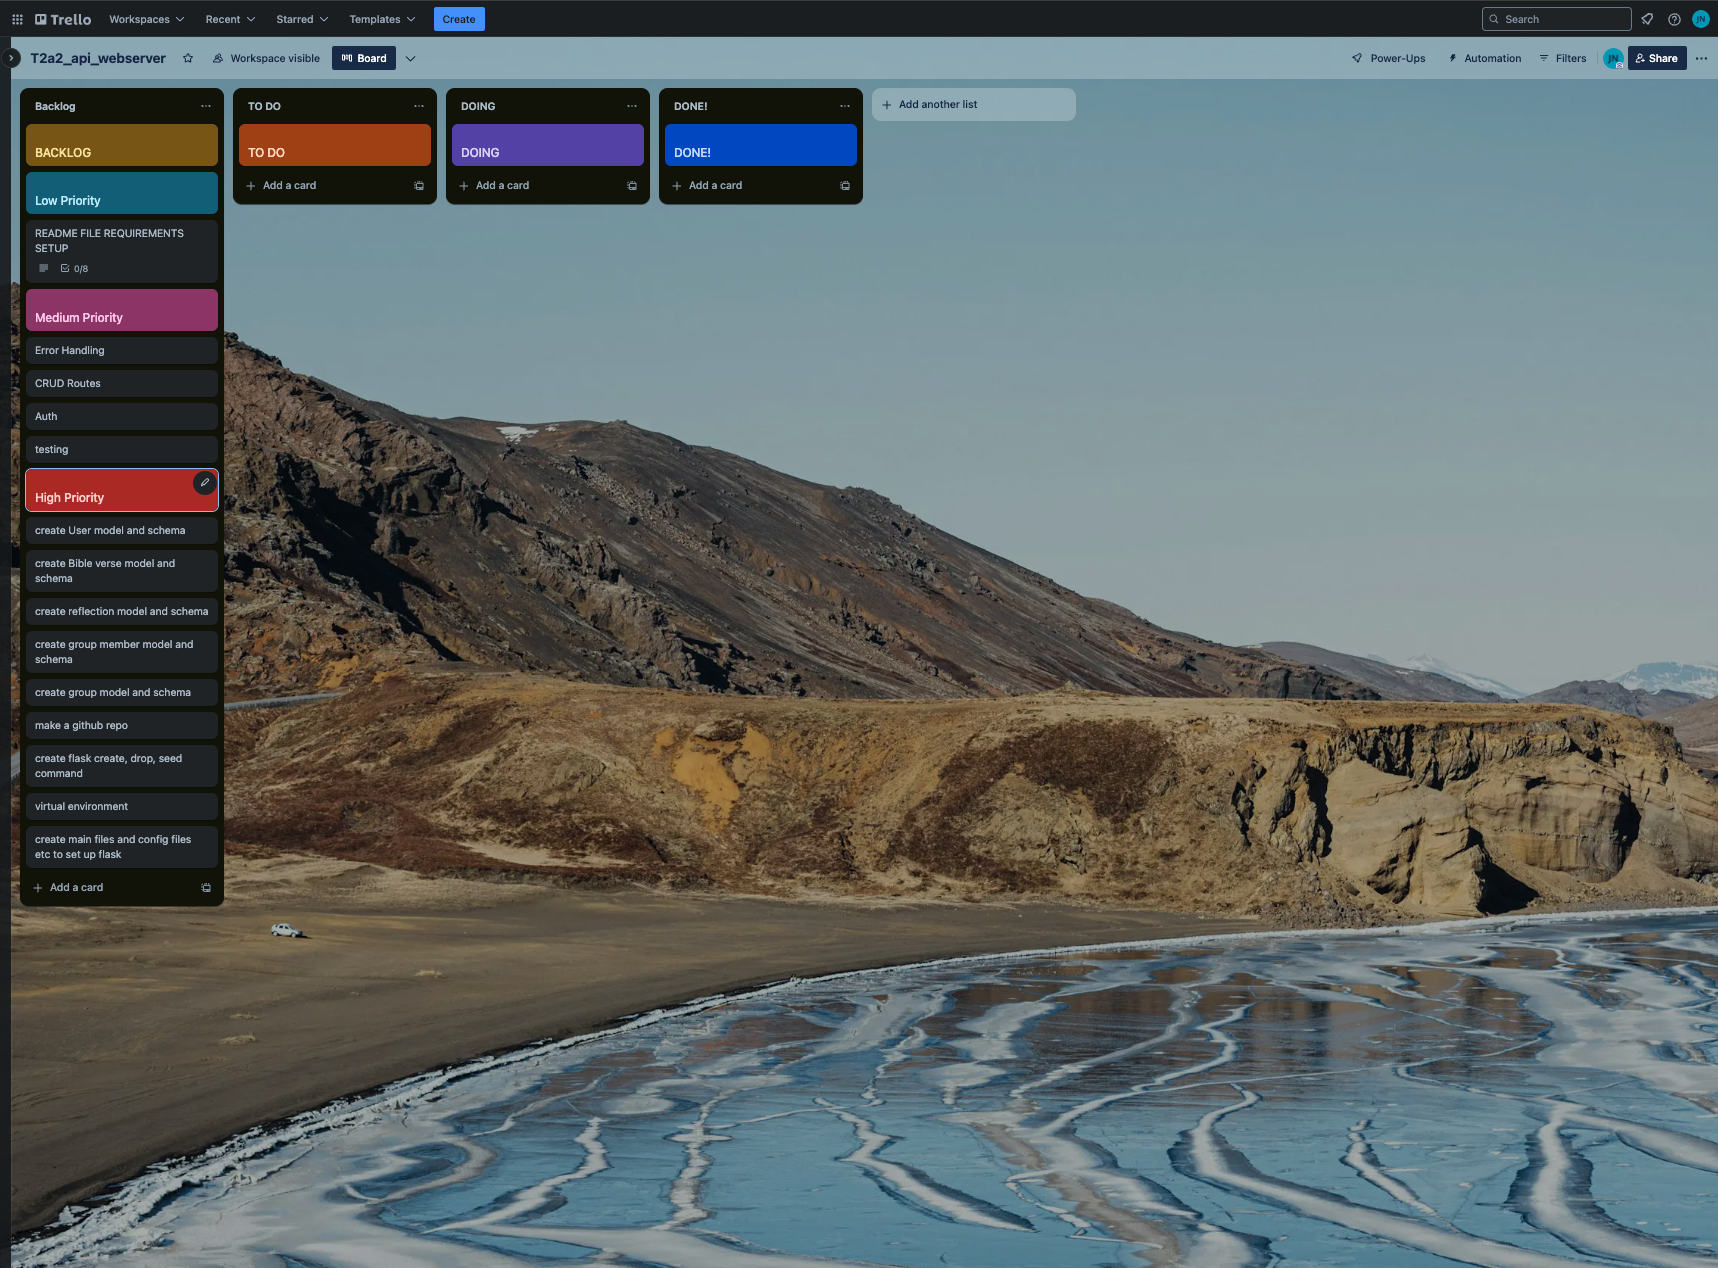 Trello
Workspaces
Recent
Starred
Templates
Create
Search
JN
T2a2_api_webserver
Workspace visible
Board
Power-Ups
Automation
Filters
JN
Share
Backlog
BACKLOG
Low Priority
README FILE REQUIREMENTS
SETUP
0/8
Medium Priority
Error Handling
CRUD Routes
Auth
testing
High Priority
create User model and schema
create Bible verse model and
schema
create reflection model and schema
create group member model and
schema
create group model and schema
make a github repo
create flask create, drop, seed
command
virtual environment
create main files and config files
etc to set up flask
Add a card
TO DO
TO DO
Add a card
DOING
DOING
Add a card
DONE!
DONE!
Add a card
Add another list